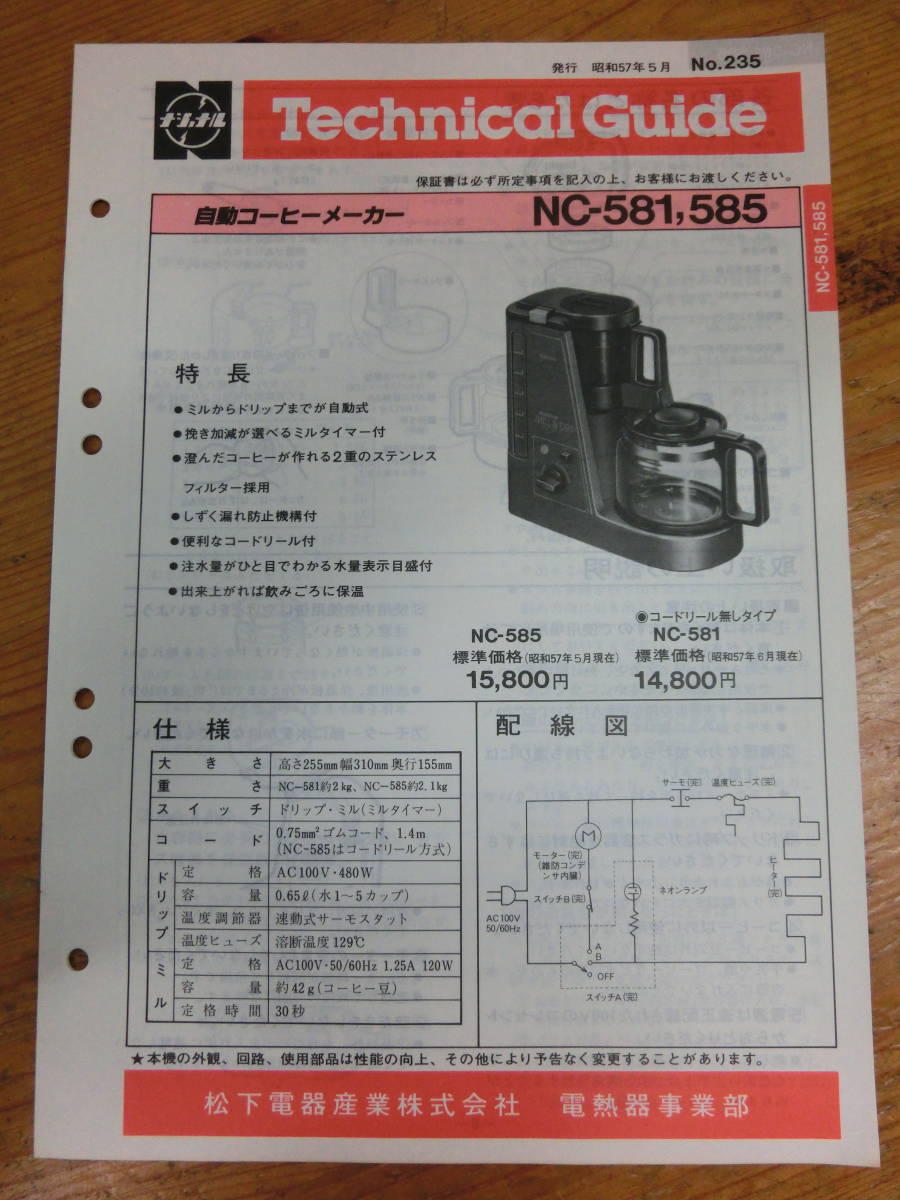 発行 昭和57年5月 No.235
ナショナル
Technical Guide
保証書は必ず所定事項を記入の上、お客様にお渡しください。
自動コーヒーメーカー NC-581,585
NC-581,585
特長
●ミルからドリップまでが自動式
●挽き加減が選べるミルタイマー付
●澄んだコーヒーが作れる2重のステンレス
フィルター採用
●しずく漏れ防止機構付
●便利なコードリール付
●注水量がひと目でわかる水量表示目盛付
●出来上がれば飲みごろに保温
NC-585
標準価格(昭和57年5月現在)
15,800円
◉コードリール無しタイプ
NC-581
標準価格(昭和57年6月現在)
14,800円
仕様
大きさ 高さ255mm幅310mm奥行155mm
重さ NC-581約2kg、NC-585約2.1kg
スイッチ ドリップ・ミル(ミルタイマー)
コード 0.75mm²ゴムコード、1.4m
(NC-585はコードリール方式)
ドリップ 定格 AC100V・480W
容量 0.65ℓ(水1〜5カップ)
温度調節器 速動式サーモスタット
温度ヒューズ 溶断温度129℃
ミル 定格 AC100V・50/60Hz 1.25A 120W
容量 約42g(コーヒー豆)
定格時間 30秒
配線図
サーモ(完) 温度ヒューズ(完)
M
モーター(完)
(雑防コンデ
ンサ内臓)
スイッチB(完)
ネオンランプ
ヒーター(完)
AC100V
50/60Hz
A
B
OFF
スイッチA(完)
★本機の外観、回路、使用部品は性能の向上、その他により予告なく変更することがあります。
松下電器産業株式会社 電熱器事業部